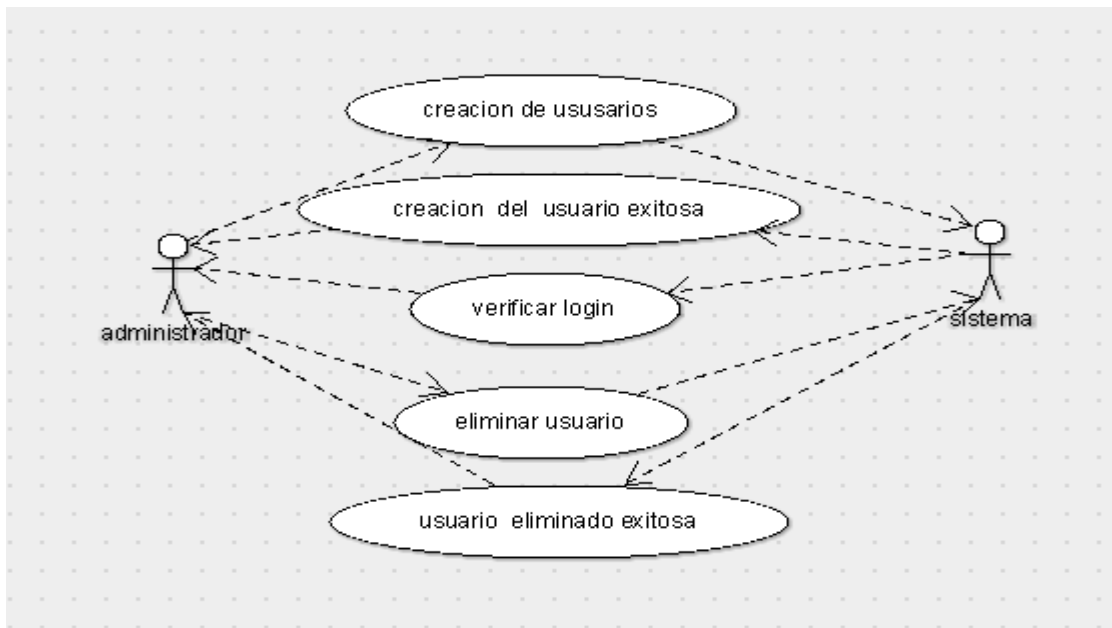 creacion de ususarios
creacion del usuario exitosa
verificar login
administrador
sistema
eliminar usuario
usuario eliminado exitosa